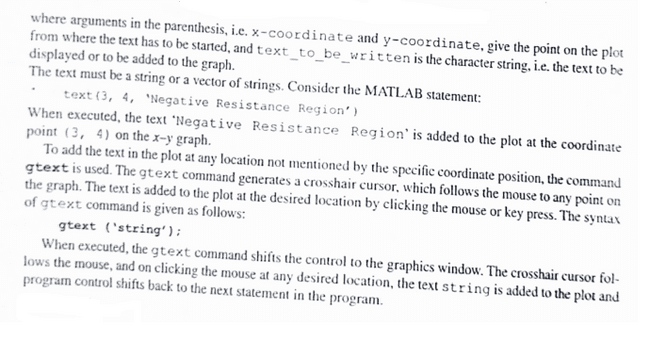 where arguments in the parenthesis, i.e. x-coordinate and y-coordinate, give the point on the plot
from where the text has to be started, and text_to_be_written is the character string, i.e. the text to be
displayed or to be added to the graph.
The text must be a string or a vector of strings. Consider the MATLAB statement:
text(3, 4, 'Negative Resistance Region')
When executed, the text 'Negative Resistance Region' is added to the plot at the coordinate
point (3, 4) on the x–y graph.
To add the text in the plot at any location not mentioned by the specific coordinate position, the command
gtext is used. The gtext command generates a crosshair cursor, which follows the mouse to any point on
the graph. The text is added to the plot at the desired location by clicking the mouse or key press. The syntax
of gtext command is given as follows:
gtext ('string');
When executed, the gtext command shifts the control to the graphics window. The crosshair cursor fol-
lows the mouse, and on clicking the mouse at any desired location, the text string is added to the plot and
program control shifts back to the next statement in the program.